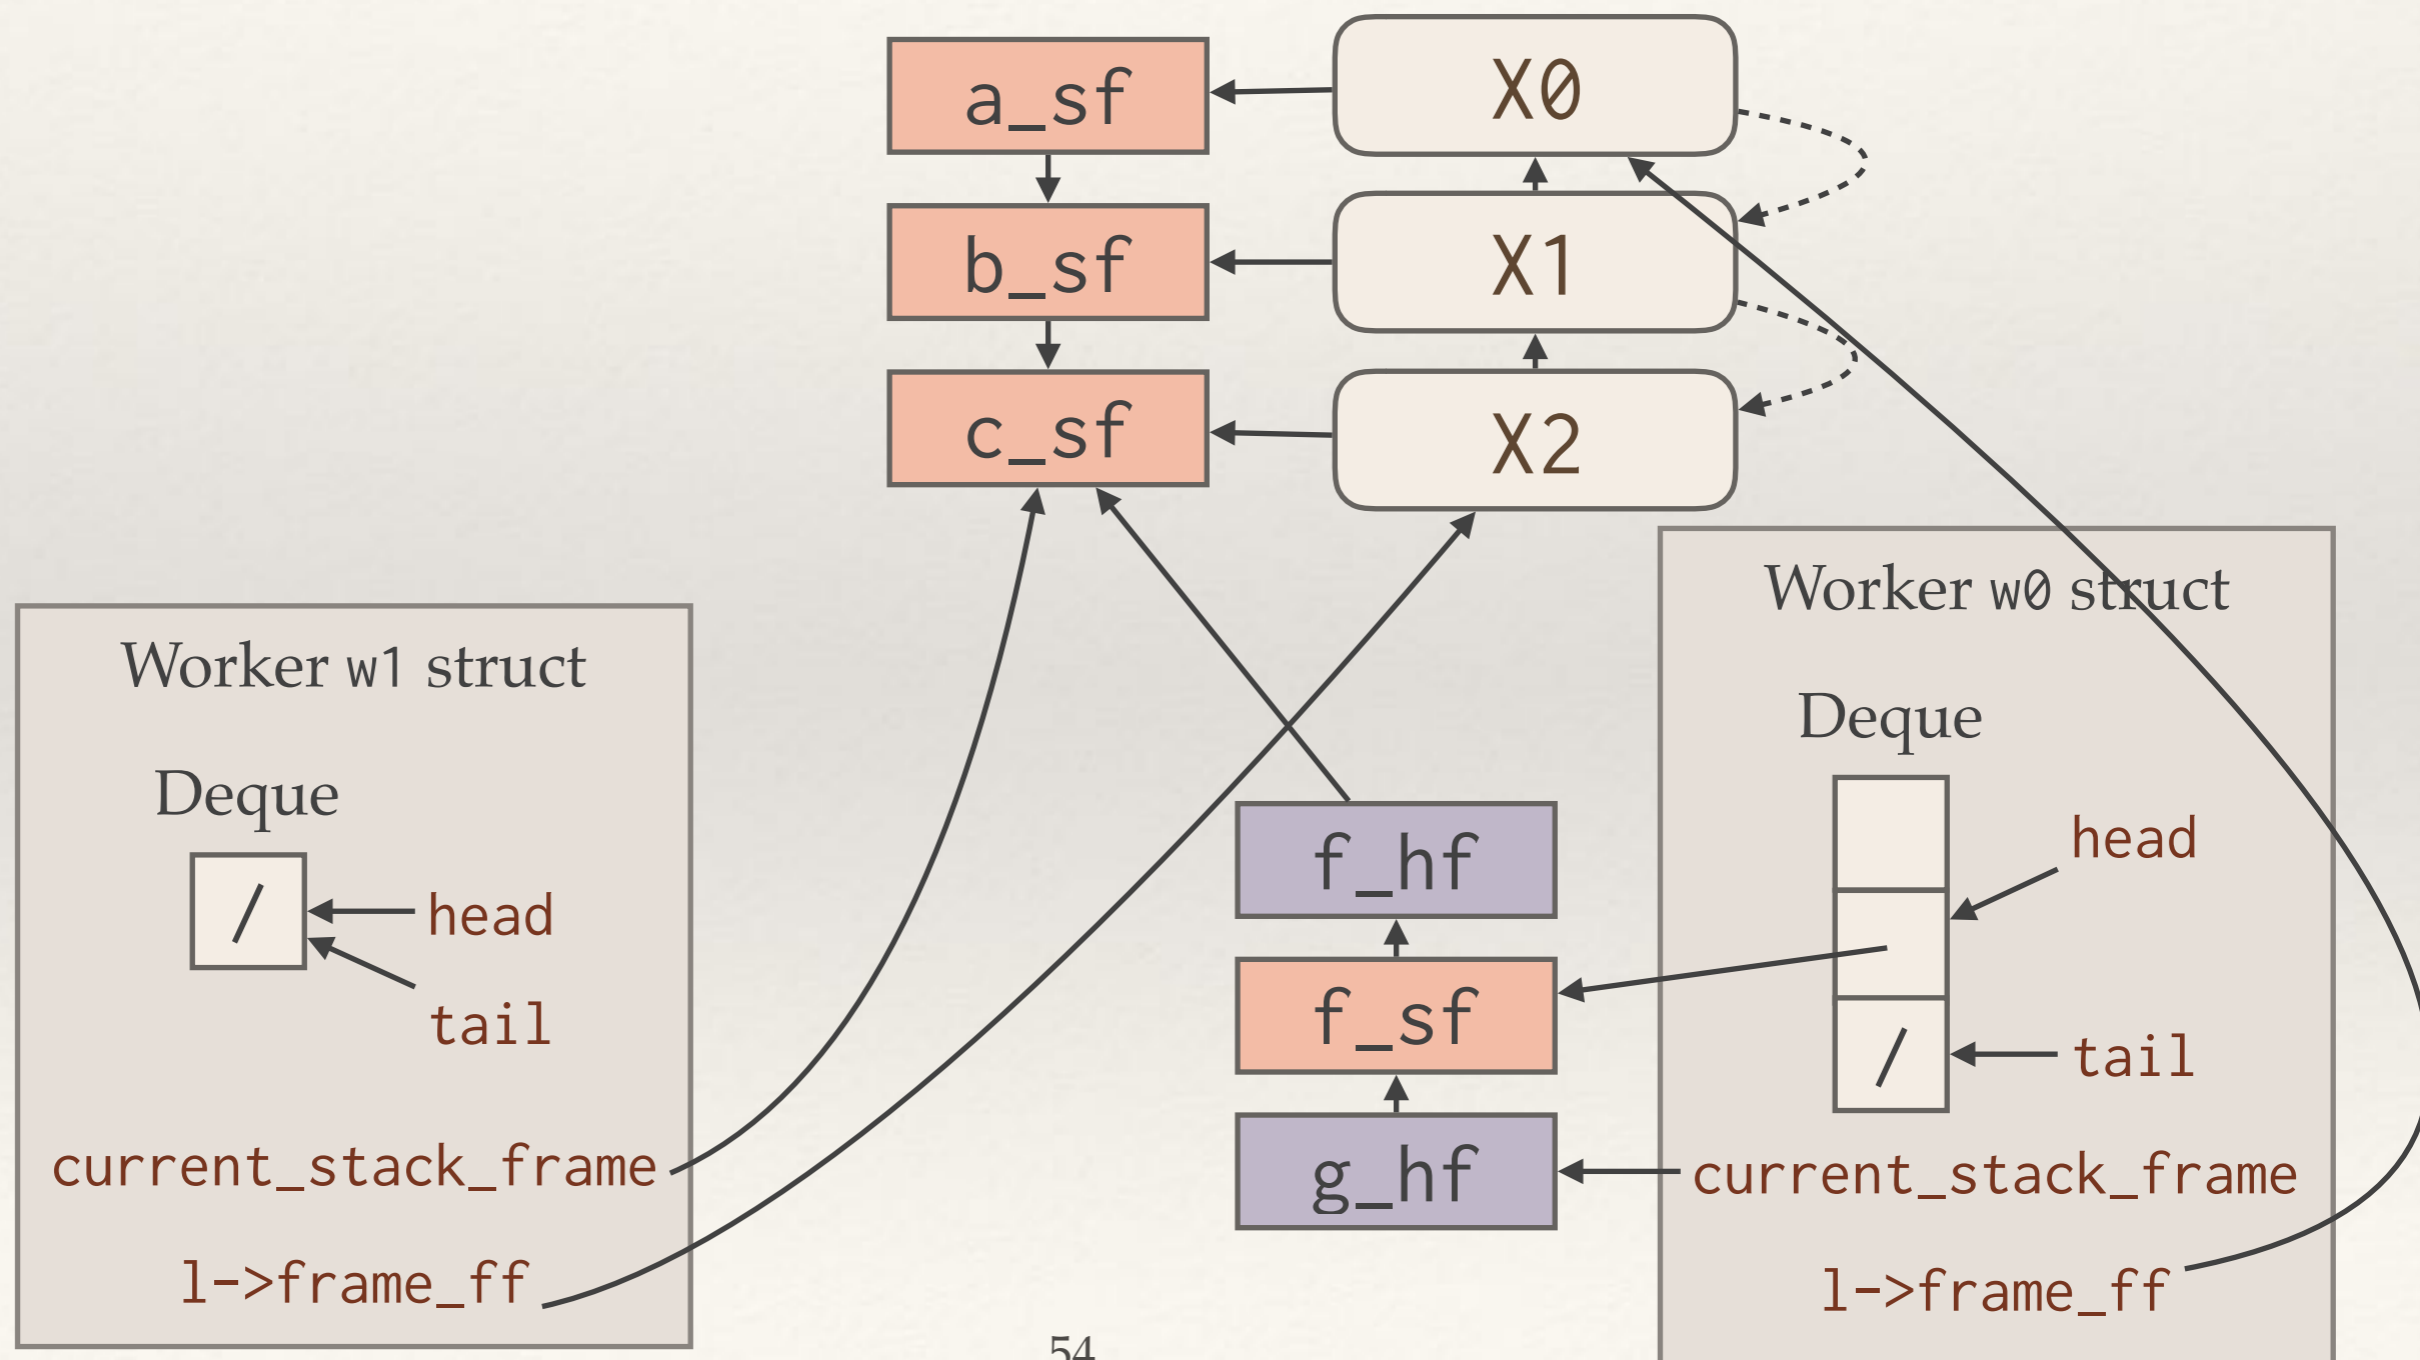 a_sf
X0
b_sf
X1
c_sf
X2
Worker w1 struct
Deque
/
head
tail
current_stack_frame
l->frame_ff
f_hf
f_sf
g_hf
Worker w0 struct
Deque
head
/
tail
current_stack_frame
l->frame_ff
54